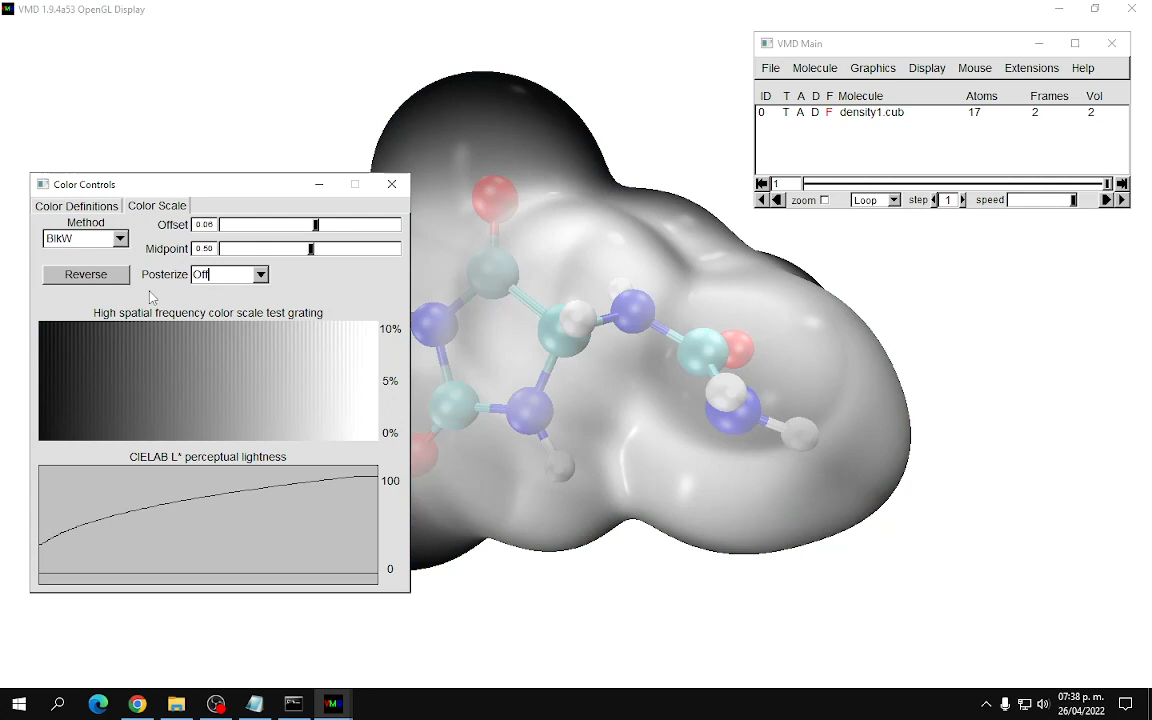 VMD 1.9.4a53 OpenGL Display
VMD Main
File Molecule Graphics Display Mouse Extensions Help
ID T A D F Molecule Atoms Frames Vol
0 T A D F density1.cub 17 2 2
1
zoom Loop step 1 speed
Color Controls
Color Definitions Color Scale
Method
BlkW
Offset 0.06
Midpoint 0.50
Reverse
Posterize Off
High spatial frequency color scale test grating
10%
5%
0%
CIELAB L* perceptual lightness
100
0
07:38 p. m.
26/04/2022